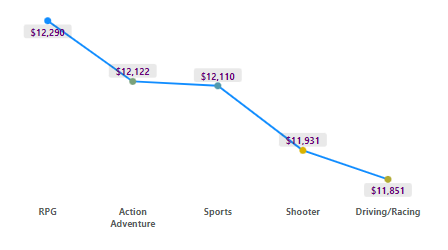 $12,290
$12,122
$12,110
$11,931
$11,851
RPG
Action
Adventure
Sports
Shooter
Driving/Racing